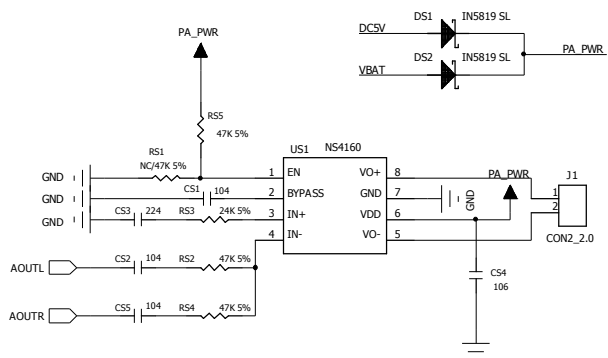 DS1 IN5819 SL
DC5V
PA_PWR
DS2 IN5819 SL
VBAT
PA_PWR
RS5
47K 5%
RS1
NC/47K 5%
US1 NS4160
GND 1 EN VO+ 8
CS1 104
GND 2 BYPASS GND 7 GND
PA_PWR
J1
1
2
CON2_2.0
CS3 224 RS3 24K 5%
GND 3 IN+ VDD 6
4 IN- VO- 5
CS2 104 RS2 47K 5%
AOUTL
CS4
106
CS5 104 RS4 47K 5%
AOUTR